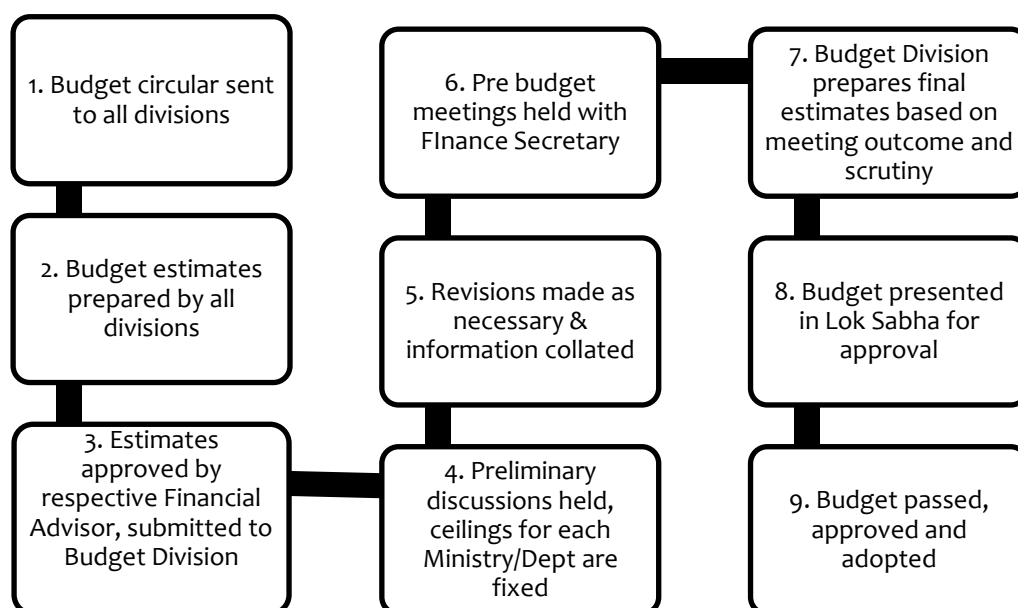 1. Budget circular sent
to all divisions
2. Budget estimates
prepared by all
divisions
3. Estimates
approved by
respective Financial
Advisor, submitted to
Budget Division
4. Preliminary
discussions held,
ceilings for each
Ministry/Dept are
fixed
5. Revisions made as
necessary &
information collated
6. Pre budget
meetings held with
FInance Secretary
7. Budget Division
prepares final
estimates based on
meeting outcome and
scrutiny
8. Budget presented
in Lok Sabha for
approval
9. Budget passed,
approved and
adopted